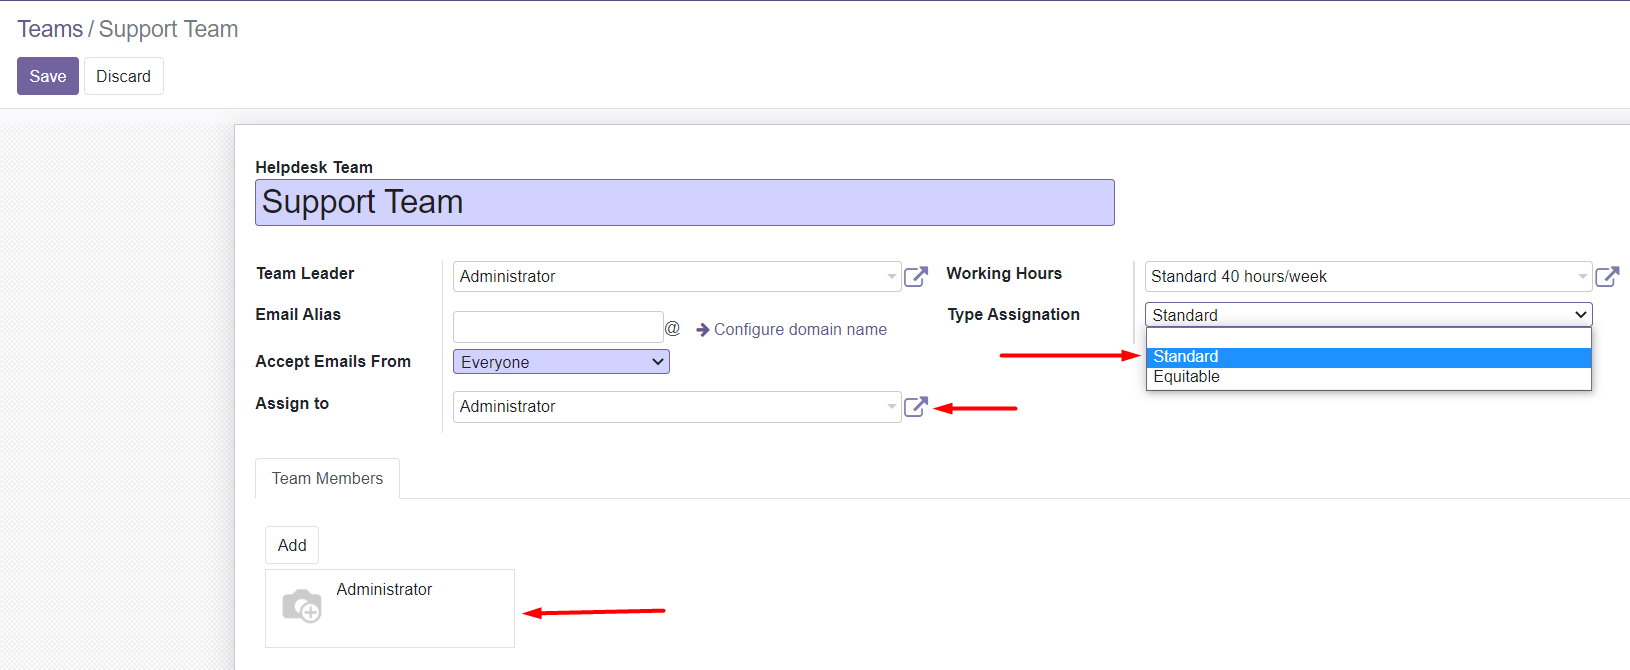 Teams / Support Team
Save Discard
Helpdesk Team
Support Team
Team Leader Administrator Working Hours Standard 40 hours/week
Email Alias @ Configure domain name Type Assignation Standard
Standard
Equitable
Accept Emails From Everyone
Assign to Administrator
Team Members
Add
Administrator